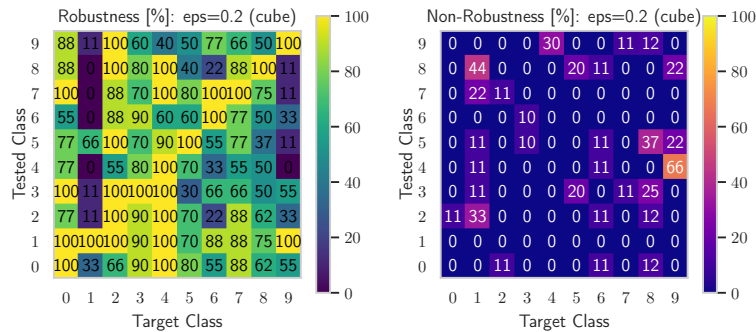 Robustness [%]: eps=0.2 (cube)
9 88 11 100 60 40 50 77 66 50 100
8 88 0 100 80 100 40 22 88 100 11
7 100 0 88 70 100 80 100 100 75 11
6 55 0 88 90 60 60 100 77 50 33
5 77 66 100 70 90 100 55 77 37 11
4 77 0 55 80 100 70 33 55 50 0
3 100 11 100 100 100 30 66 66 50 55
2 77 11 100 90 100 70 22 88 62 33
1 100 100 100 90 100 70 88 88 75 100
0 100 33 66 90 100 80 55 88 62 55
0 1 2 3 4 5 6 7 8 9
Tested Class
Target Class
100
80
60
40
20
0
Non-Robustness [%]: eps=0.2 (cube)
9 0 0 0 0 30 0 0 11 12 0
8 0 44 0 0 0 20 11 0 0 22
7 0 22 11 0 0 0 0 0 0 0
6 0 0 0 10 0 0 0 0 0 0
5 0 11 0 10 0 0 11 0 37 22
4 0 11 0 0 0 0 11 0 0 66
3 0 11 0 0 0 20 0 11 25 0
2 11 33 0 0 0 0 11 0 12 0
1 0 0 0 0 0 0 0 0 0 0
0 0 0 11 0 0 0 11 0 12 0
0 1 2 3 4 5 6 7 8 9
Tested Class
Target Class
100
80
60
40
20
0